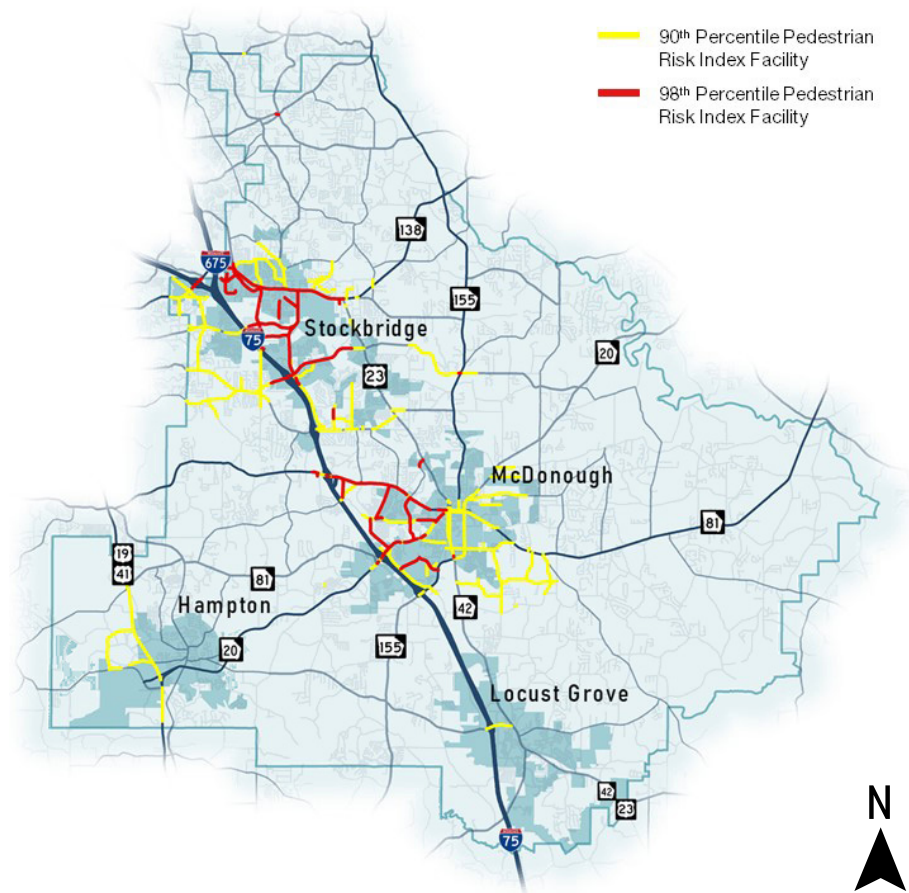 90th Percentile Pedestrian
Risk Index Facility
98th Percentile Pedestrian
Risk Index Facility
138
675
155
Stockbridge
75
20
23
McDonough
81
19
41
81
Hampton
42
20
155
Locust Grove
42
23
N
75